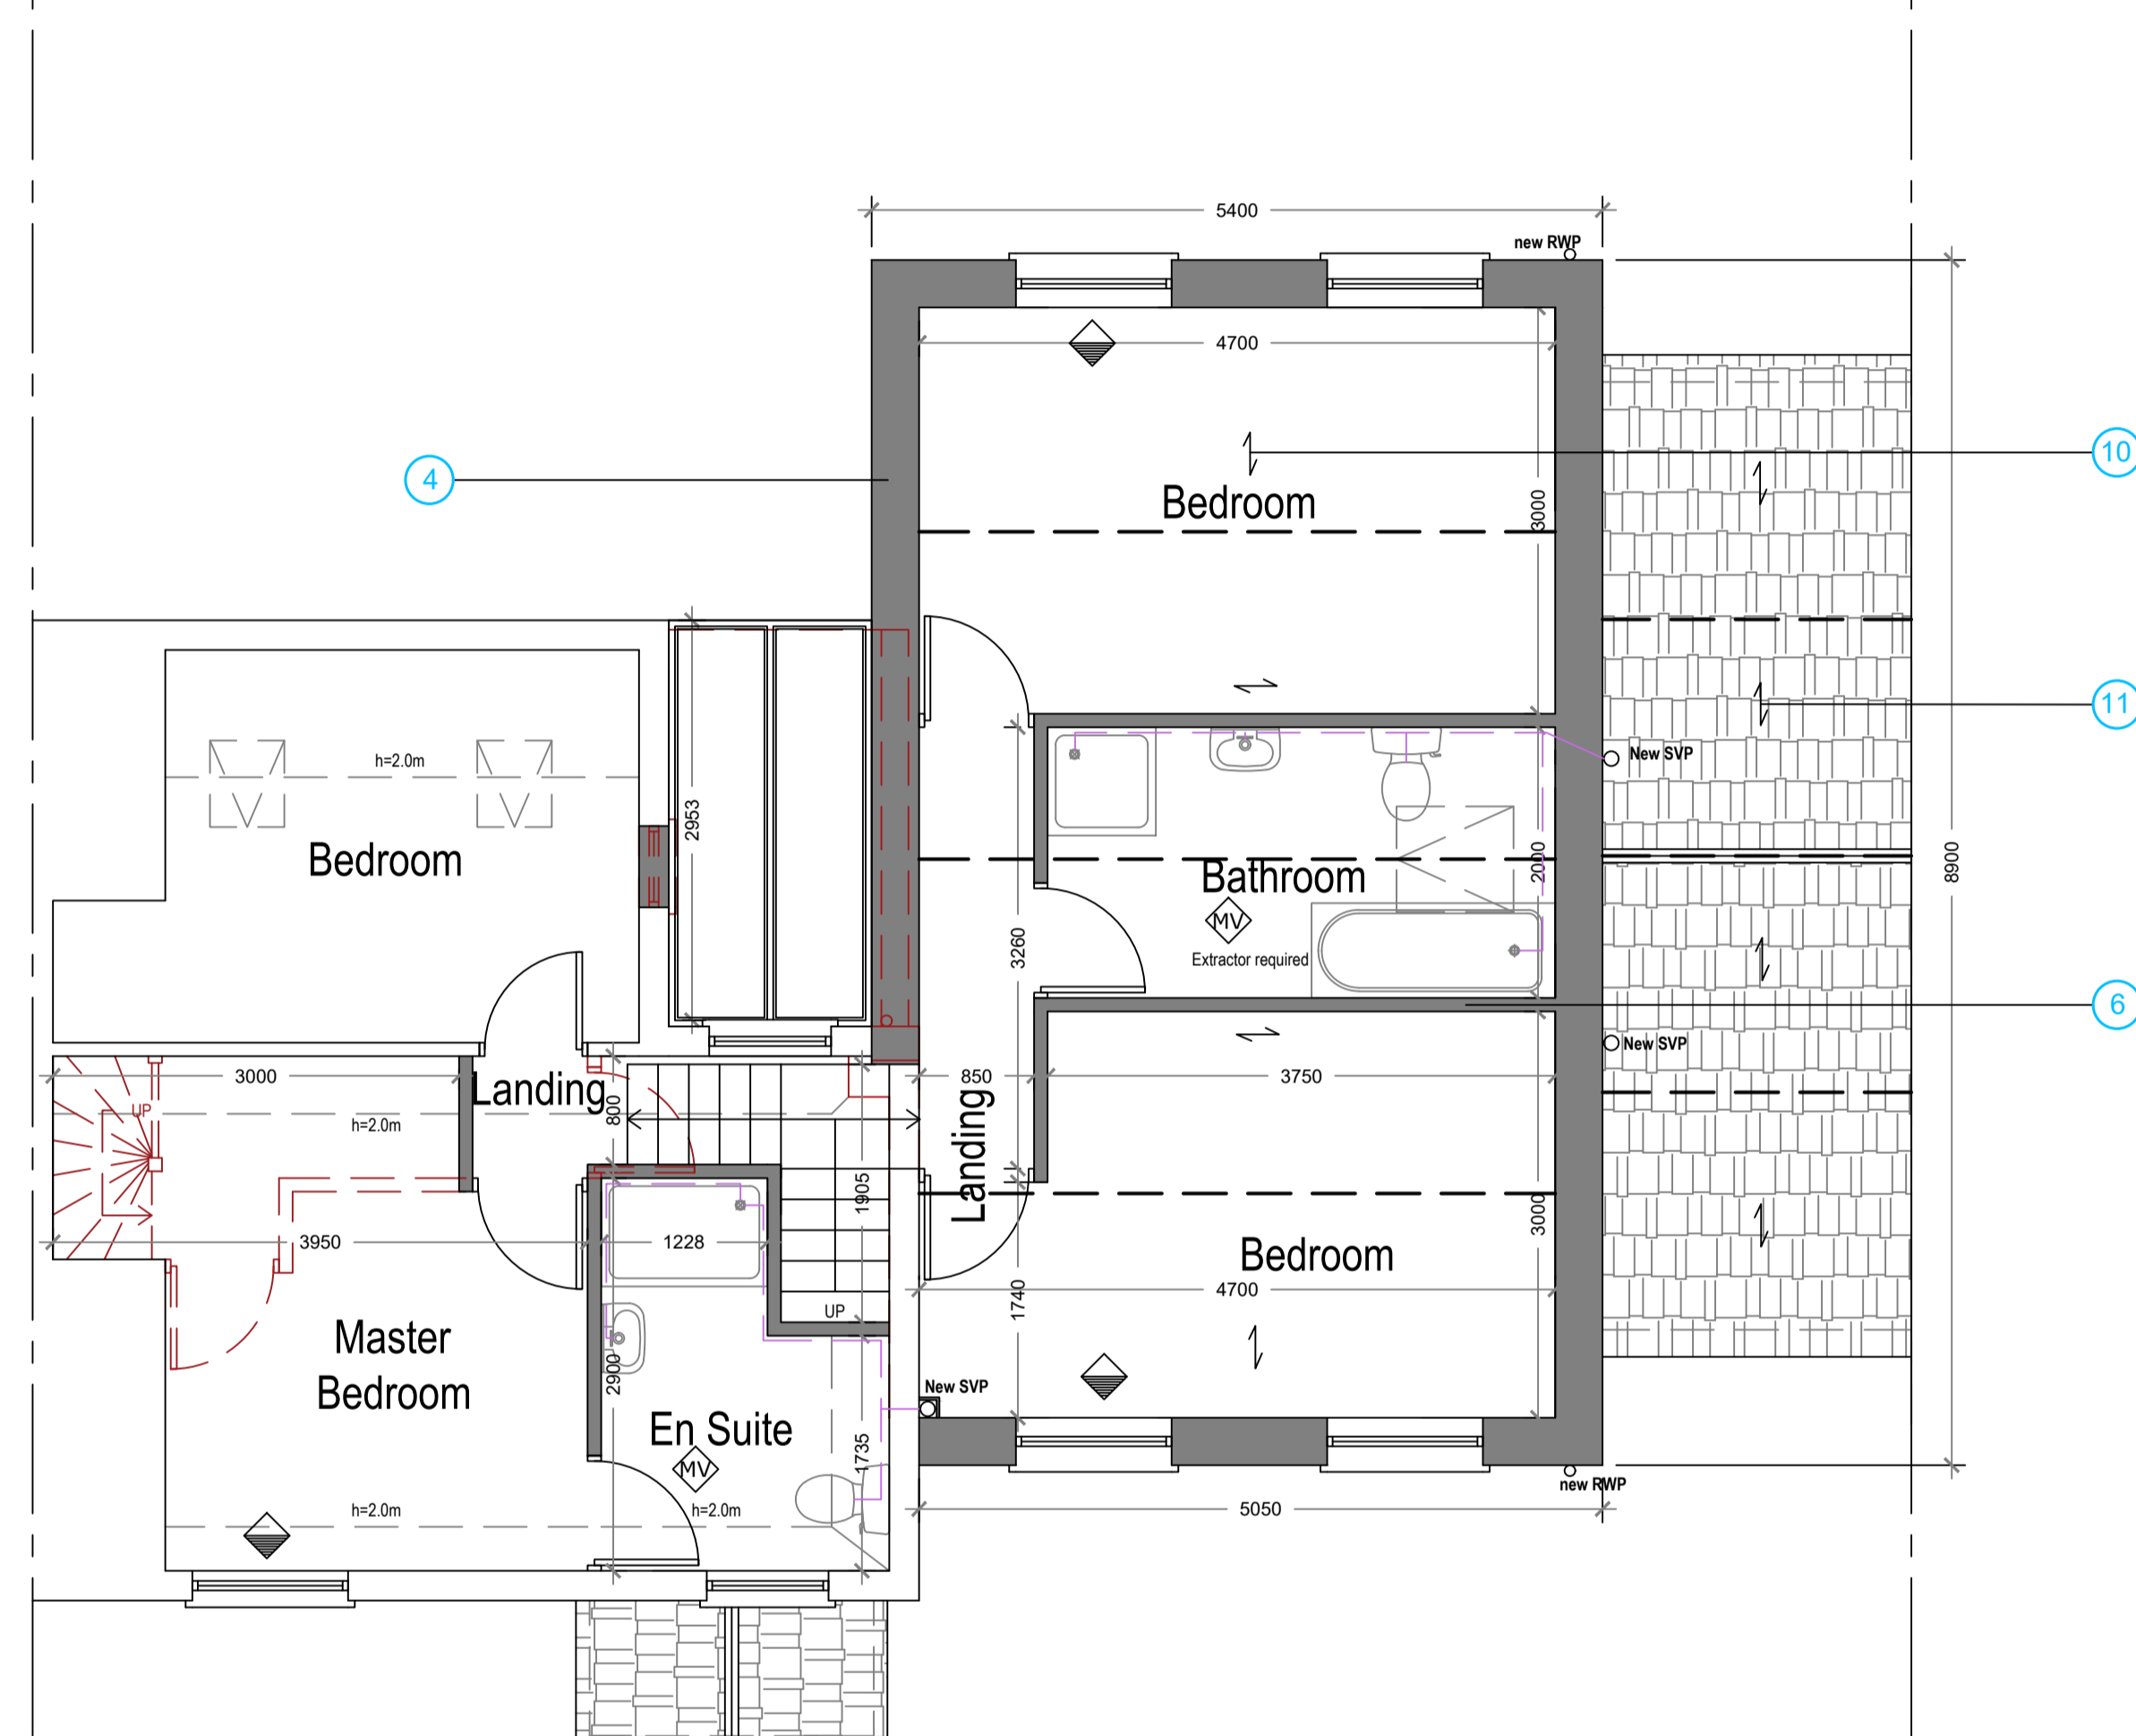 5400
new RWP
4700
10
4
Bedroom
3000
11
New SVP
h=2.0m
2953
Bedroom
Bathroom
2000
8900
MV
3260
Extractor required
6
New SVP
3000
Landing
800
850
3750
UP
h=2.0m
Landing
1905
3000
3950
1228
Bedroom
4700
1740
UP
Master
Bedroom
2900
New SVP
En Suite
1735
MV
h=2.0m
h=2.0m
new RWP
5050